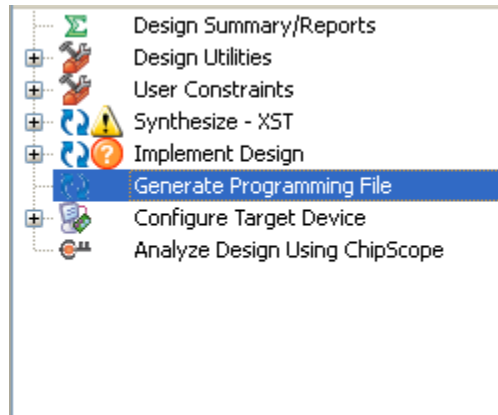 Design Summary/Reports
Design Utilities
User Constraints
Synthesize - XST
Implement Design
Generate Programming File
Configure Target Device
Analyze Design Using ChipScope